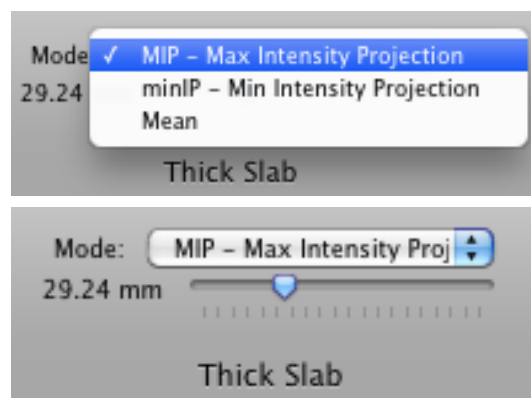 Mode ✓ MIP – Max Intensity Projection
29.24 minIP – Min Intensity Projection
Mean
Thick Slab
Mode: MIP – Max Intensity Proj
29.24 mm
Thick Slab